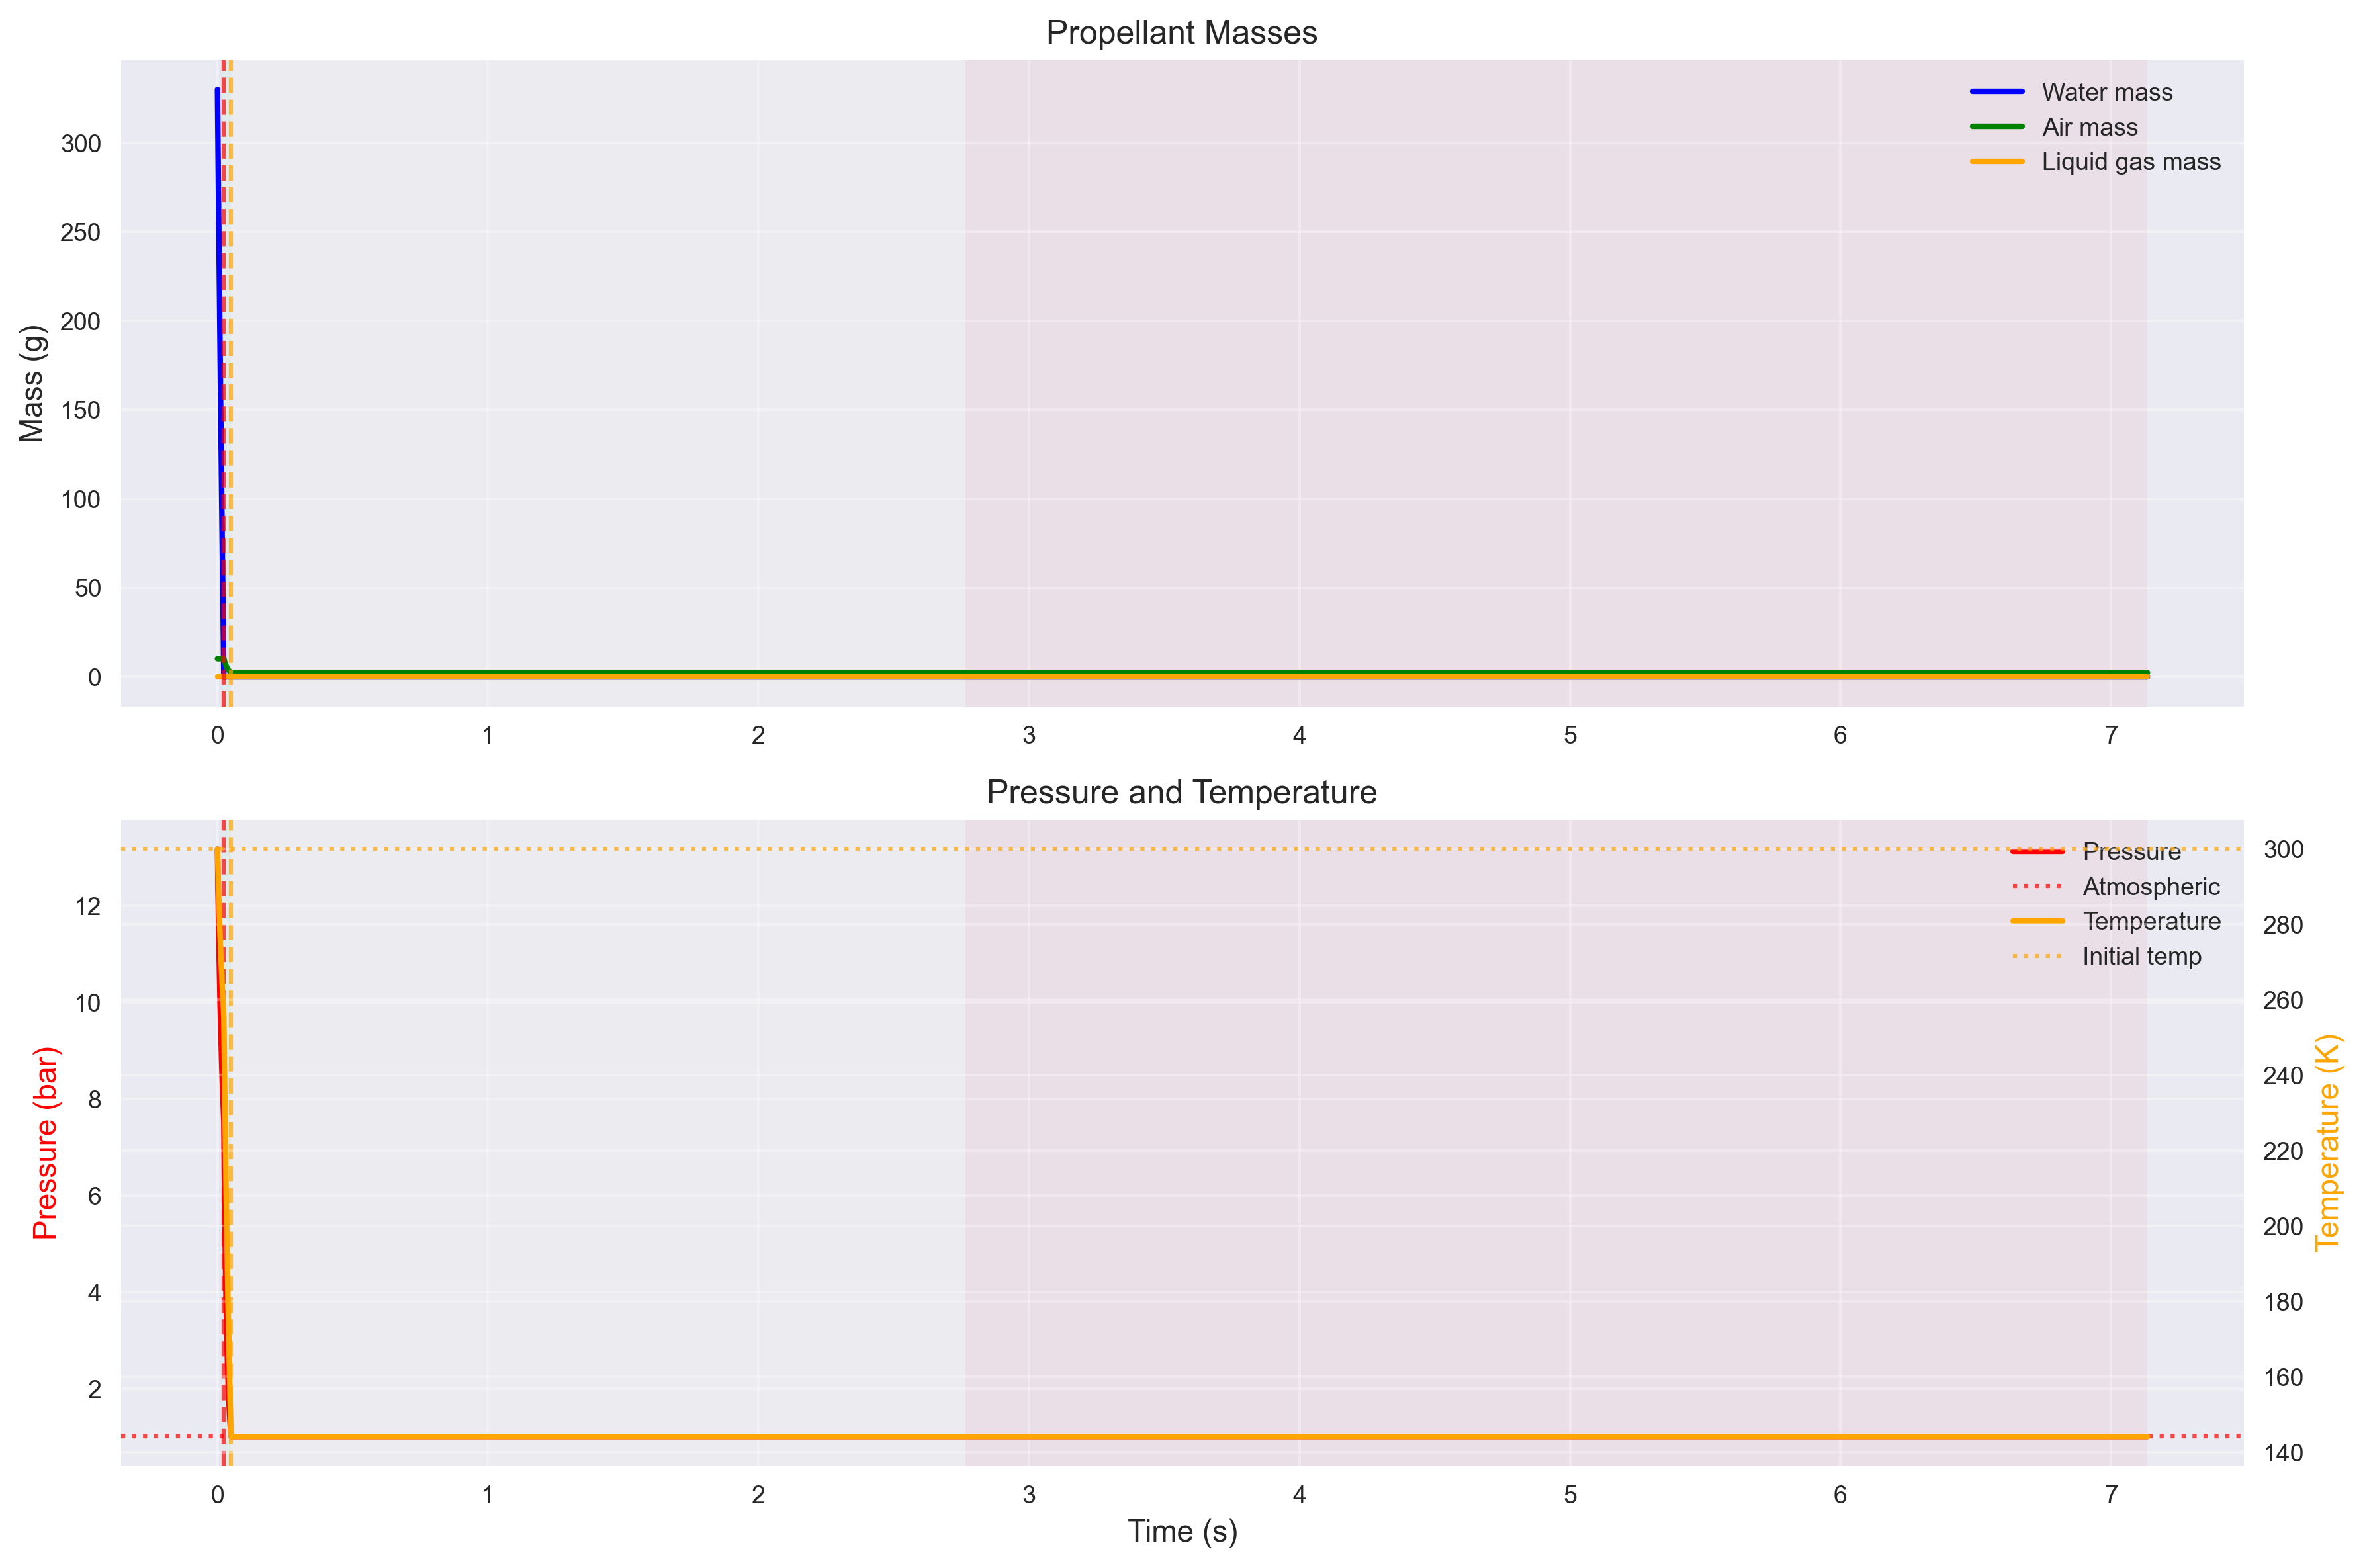 Propellant Masses
Water mass
Air mass
Liquid gas mass
Mass (g)
300
250
200
150
100
50
0
0 1 2 3 4 5 6 7
Pressure and Temperature
Pressure
Atmospheric
Temperature
Initial temp
Pressure (bar)
12
10
8
6
4
2
300
280
260
240
220
200
180
160
140
Temperature (K)
0 1 2 3 4 5 6 7
Time (s)